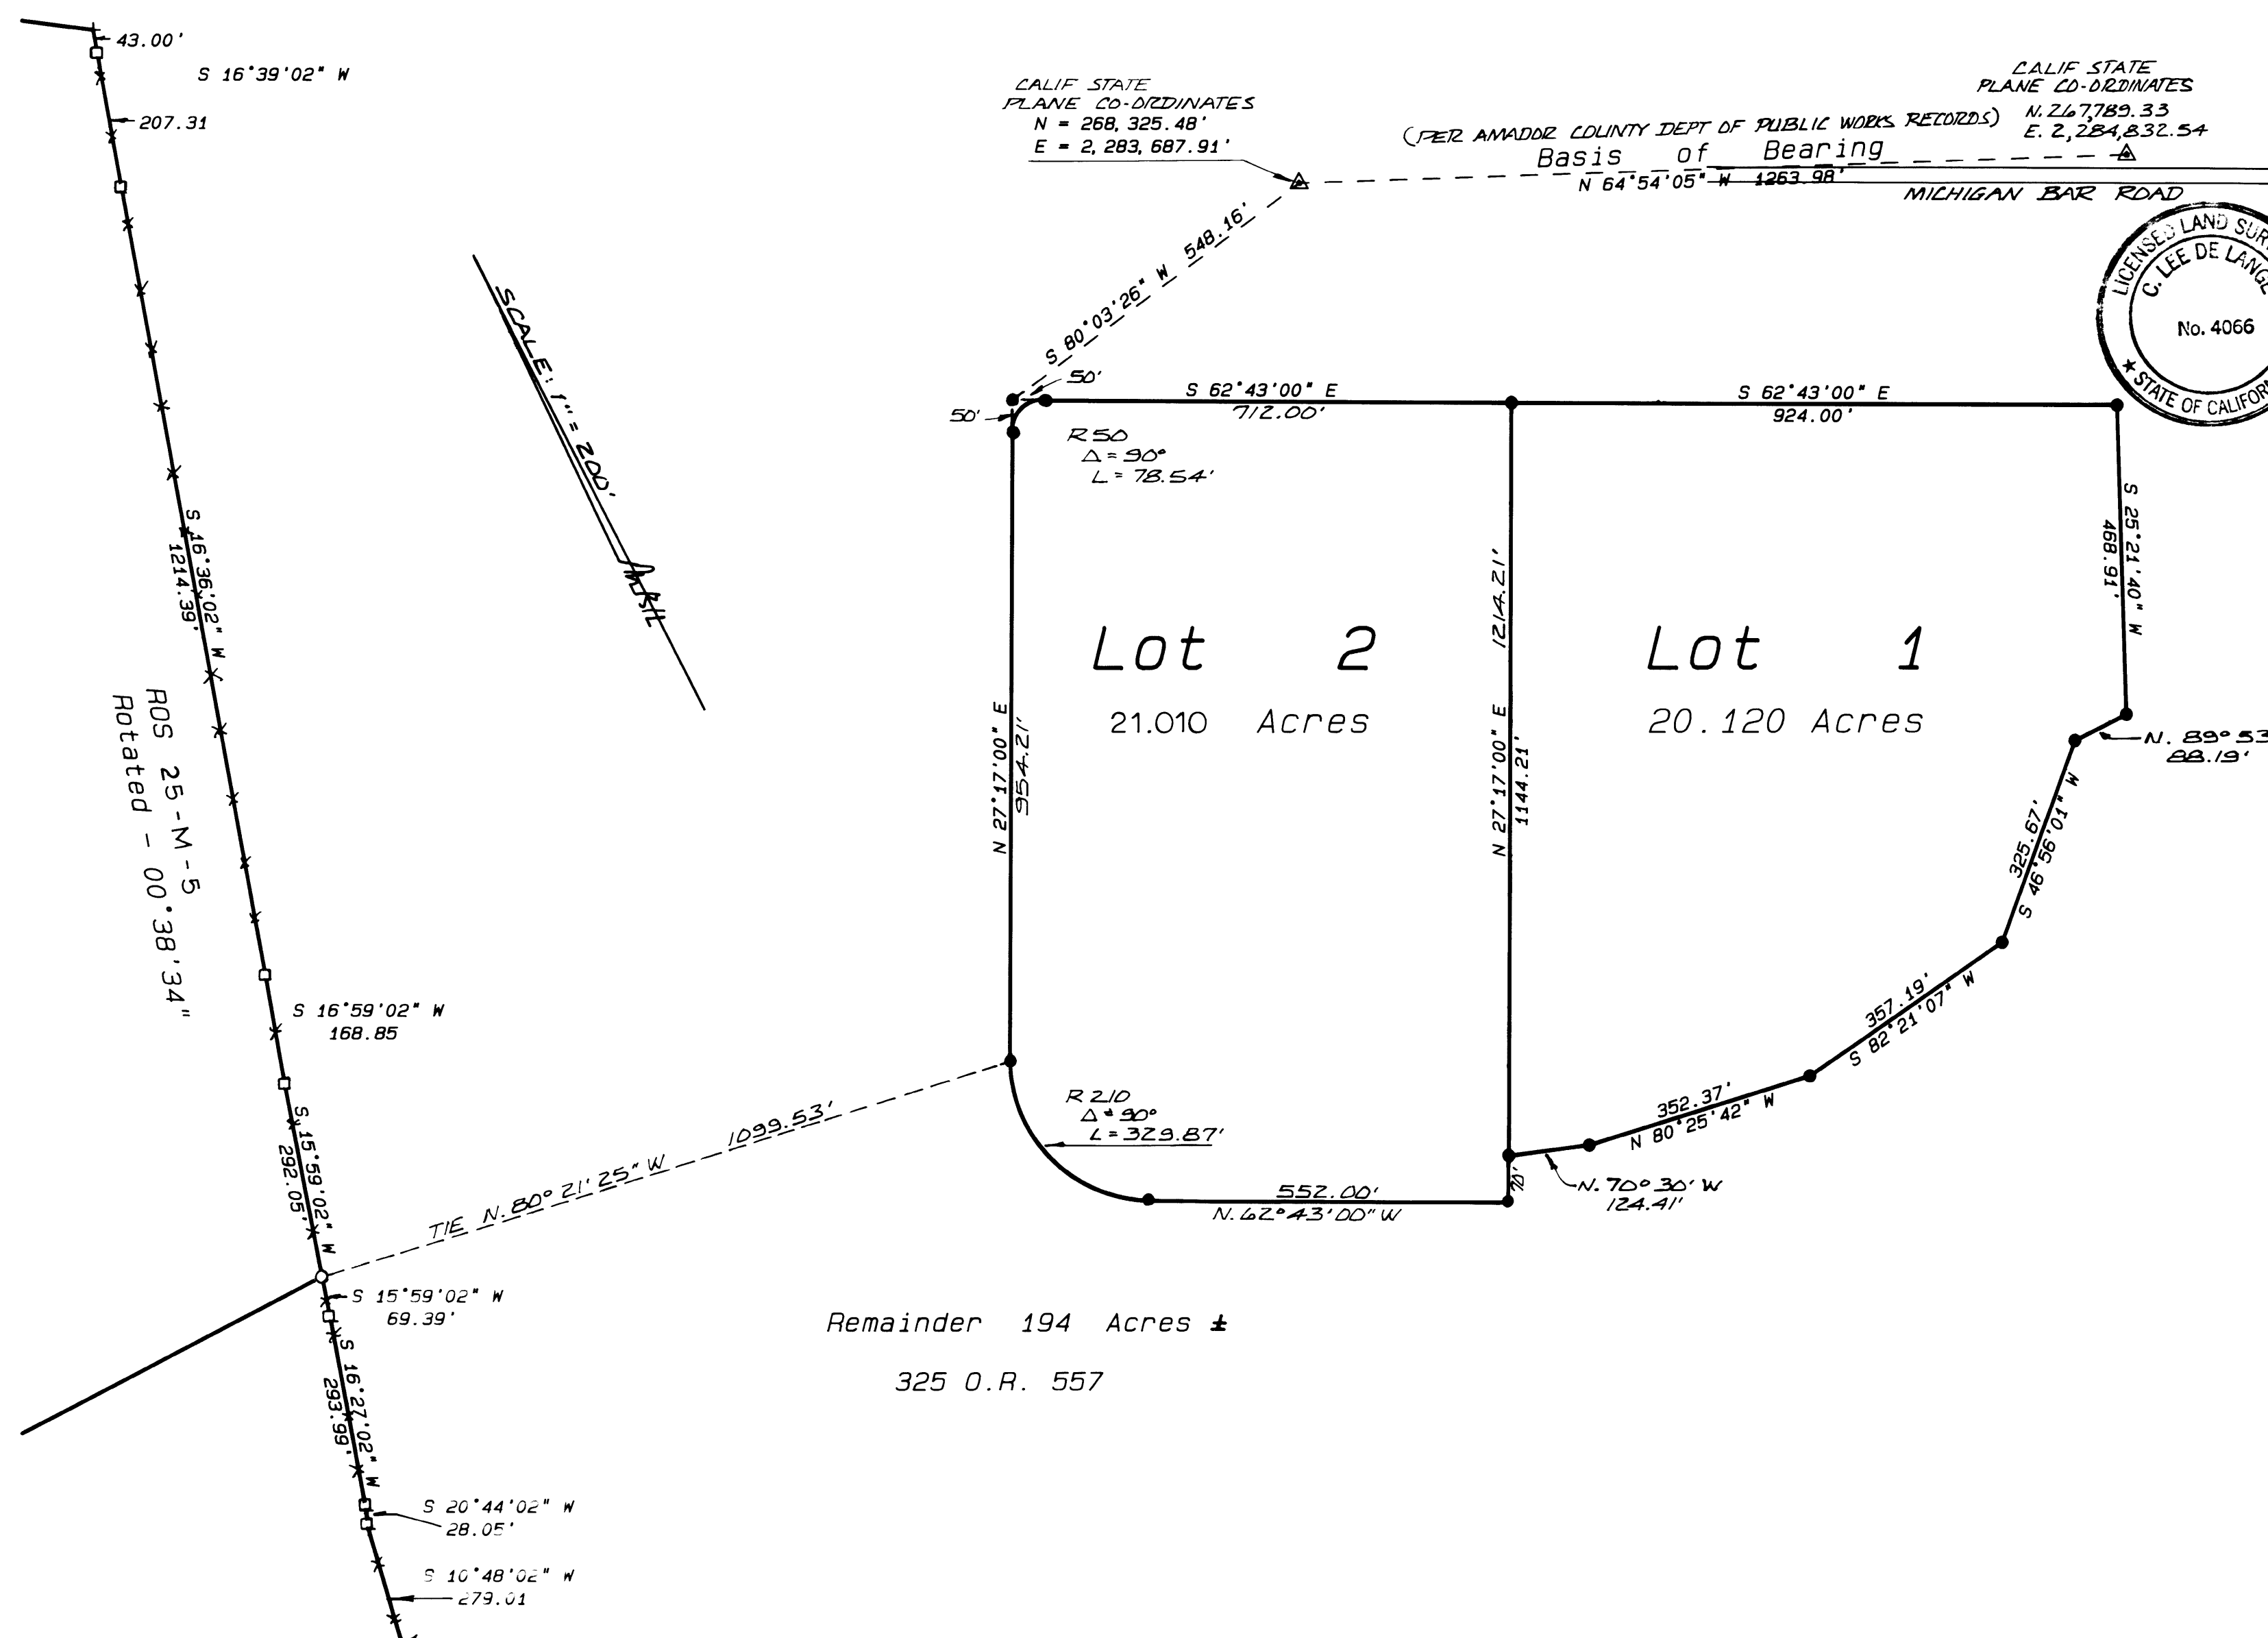 43.00'
S 16°39'02" W
207.31
S 16°36'02" W
1214.39'
ROS 25-M-5
Rotated - 00°38'34"
S 16°59'02" W
168.85
S 15°59'02" W
292.05'
S 15°59'02" W
69.39'
S 16°27'02" W
293.99'
S 20°44'02" W
28.05'
S 10°48'02" W
279.01
SCALE: 1" = 200'
TIE N. 80° 21' 25" W 1099.53'
CALIF STATE
PLANE CO-ORDINATES
N = 268,325.48'
E = 2,283,687.91'
CALIF STATE
PLANE CO-ORDINATES
N. 267,789.33
E. 2,284,832.54
(PER AMADOR COUNTY DEPT OF PUBLIC WORKS RECORDS)
Basis of Bearing
N 64°54'05" W 1263.98'
MICHIGAN BAR ROAD
LICENSED LAND SUR
C. LEE DE LANGE
No. 4066
★ STATE OF CALIFOR
S 80°03'26" W 548.16'
50'
50'
S 62°43'00" E
712.00'
S 62°43'00" E
924.00'
R 50
Δ = 90°
L = 78.54'
N 27°17'00" E
954.21'
Lot 2
21.010 Acres
1214.21'
N 27°17'00" E
1144.21'
Lot 1
20.120 Acres
S 25°21'40" W
468.91'
N. 89° 53
88.19'
325.67'
S 46°56'01" W
357.19'
S 82°21'07" W
352.37'
N 80°25'42" W
N. 70° 30' W
124.41'
70'
R 210
Δ = 90°
L = 329.87'
552.00'
N. 62° 43' 00" W
Remainder 194 Acres ±
325 O.R. 557